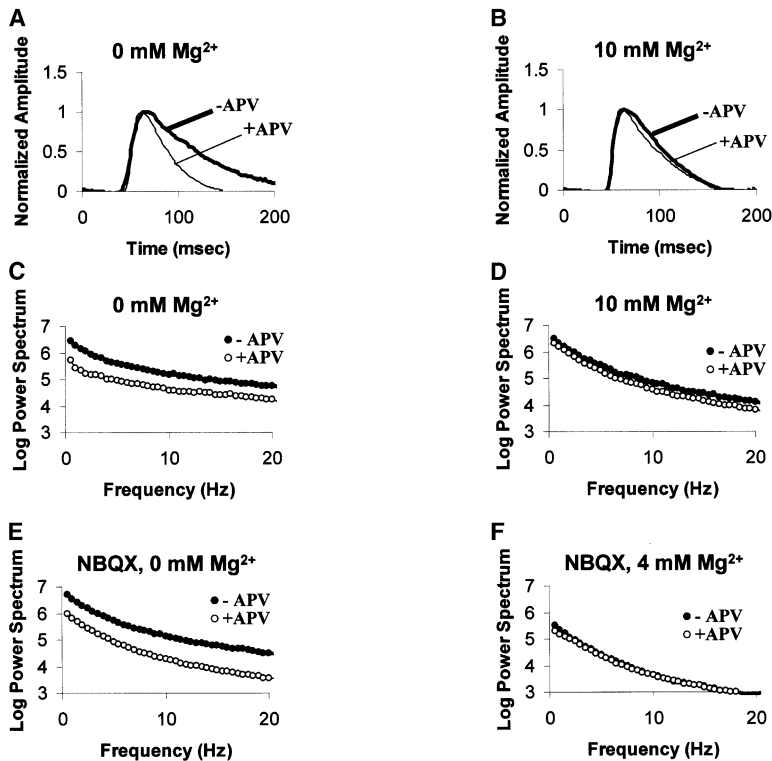 A
0 mM Mg2+
Normalized Amplitude
1.5
1
0.5
0
-APV
+APV
0
100
200
Time (msec)
B
10 mM Mg2+
Normalized Amplitude
1.5
1
0.5
0
-APV
+APV
0
100
200
Time (msec)
C
0 mM Mg2+
Log Power Spectrum
7
6
5
4
3
- APV
+APV
0
10
20
Frequency (Hz)
D
10 mM Mg2+
Log Power Spectrum
7
6
5
4
3
- APV
+APV
0
10
20
Frequency (Hz)
E
NBQX, 0 mM Mg2+
Log Power Spectrum
7
6
5
4
3
- APV
+APV
0
10
20
Frequency (Hz)
F
NBQX, 4 mM Mg2+
Log Power Spectrum
7
6
5
4
3
- APV
+APV
0
10
20
Frequency (Hz)